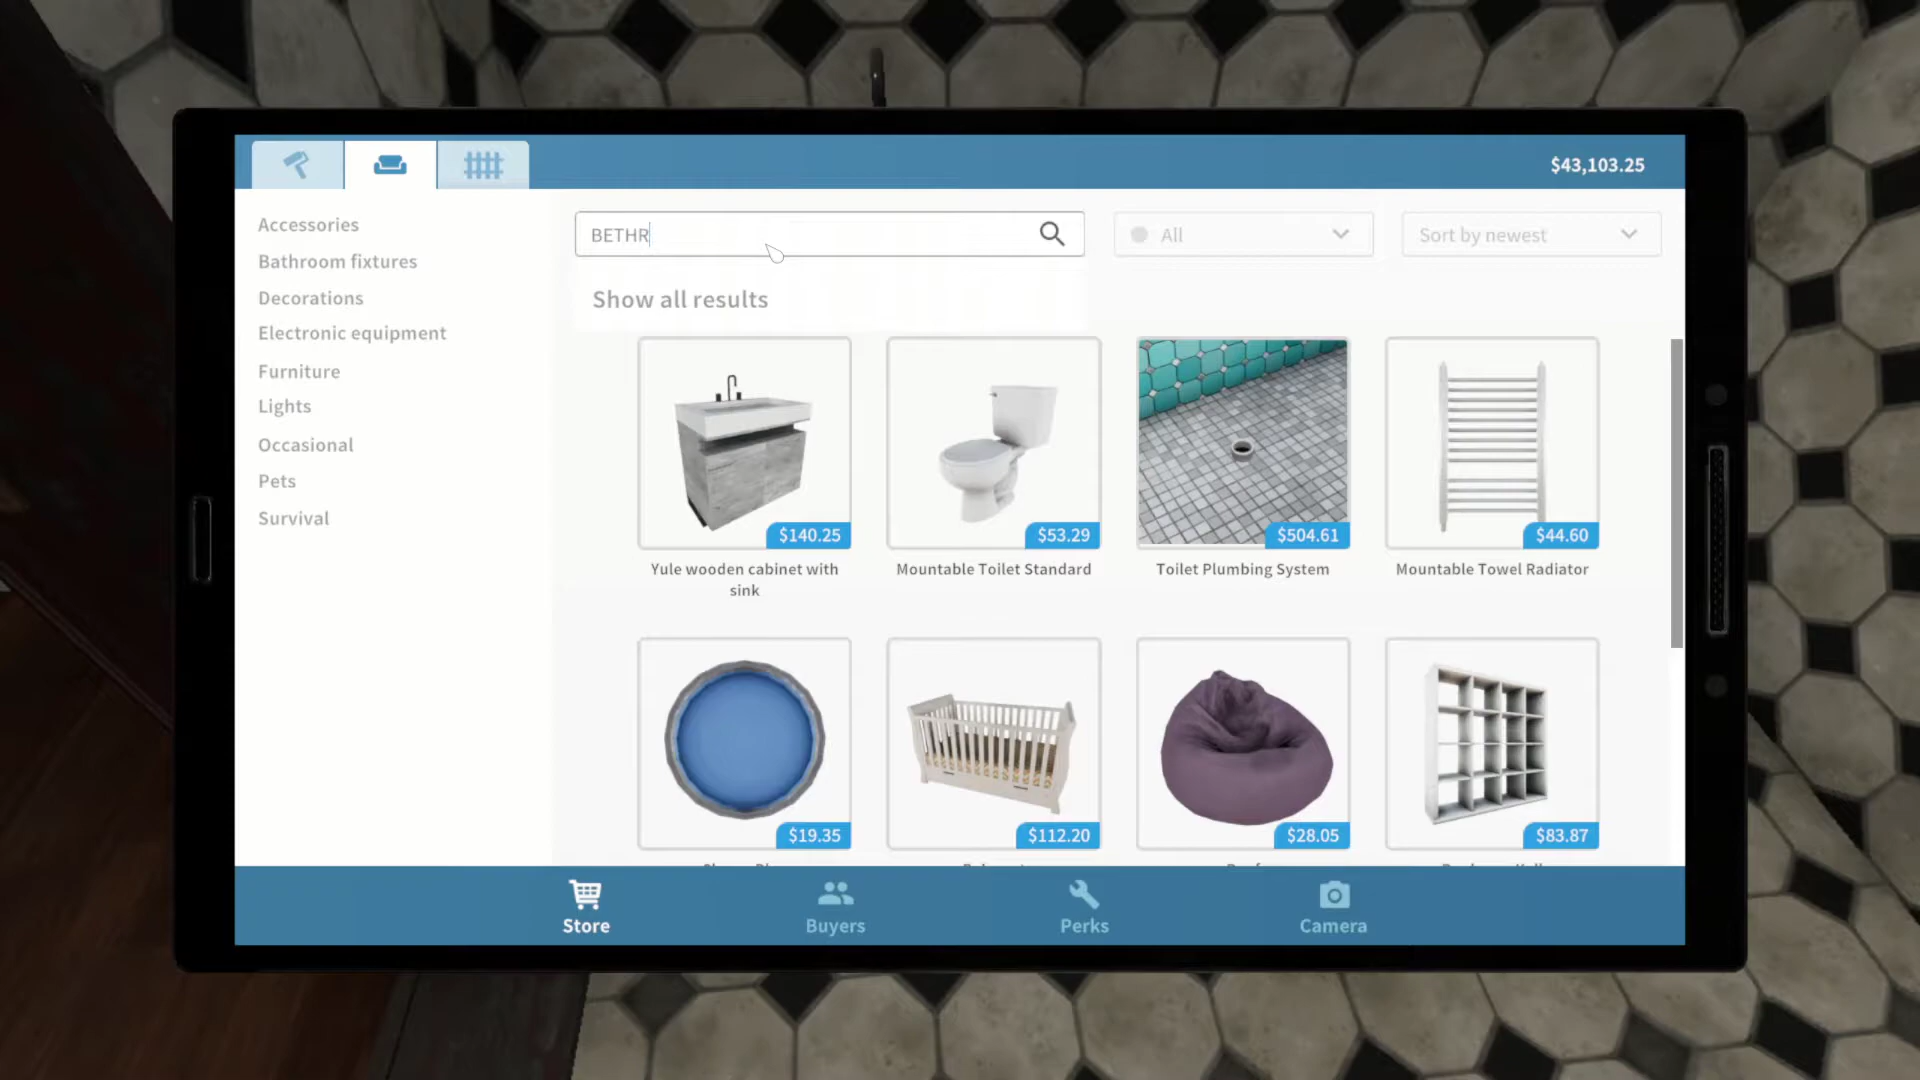 $43,103.25
Accessories
Bathroom fixtures
Decorations
Electronic equipment
Furniture
Lights
Occasional
Pets
Survival
BETHR
All
Sort by newest
Show all results
$140.25
Yule wooden cabinet with
sink
$53.29
Mountable Toilet Standard
$504.61
Toilet Plumbing System
$44.60
Mountable Towel Radiator
$19.35
$112.20
$28.05
$83.87
Store
Buyers
Perks
Camera